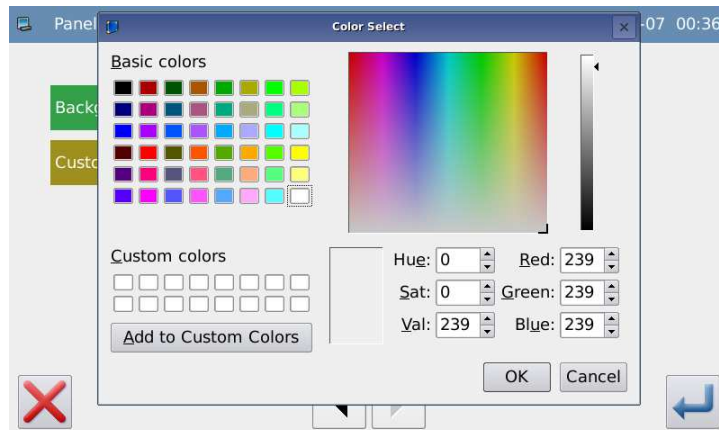 Panel
Color Select
-07 00:36
Basic colors
Back
Custo
Custom colors
Add to Custom Colors
Hue: 0
Red: 239
Sat: 0
Green: 239
Val: 239
Blue: 239
OK
Cancel